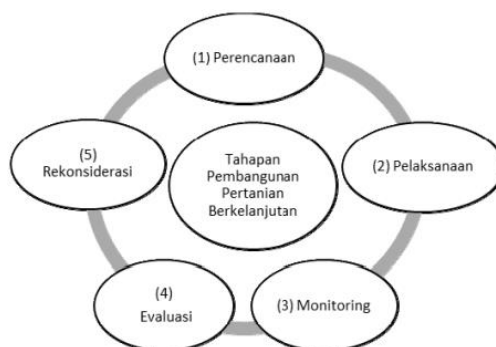 (1) Perencanaan
(2) Pelaksanaan
(3) Monitoring
(4)
Evaluasi
(5)
Rekonsiderasi
Tahapan
Pembangunan
Pertanian
Berkelanjutan